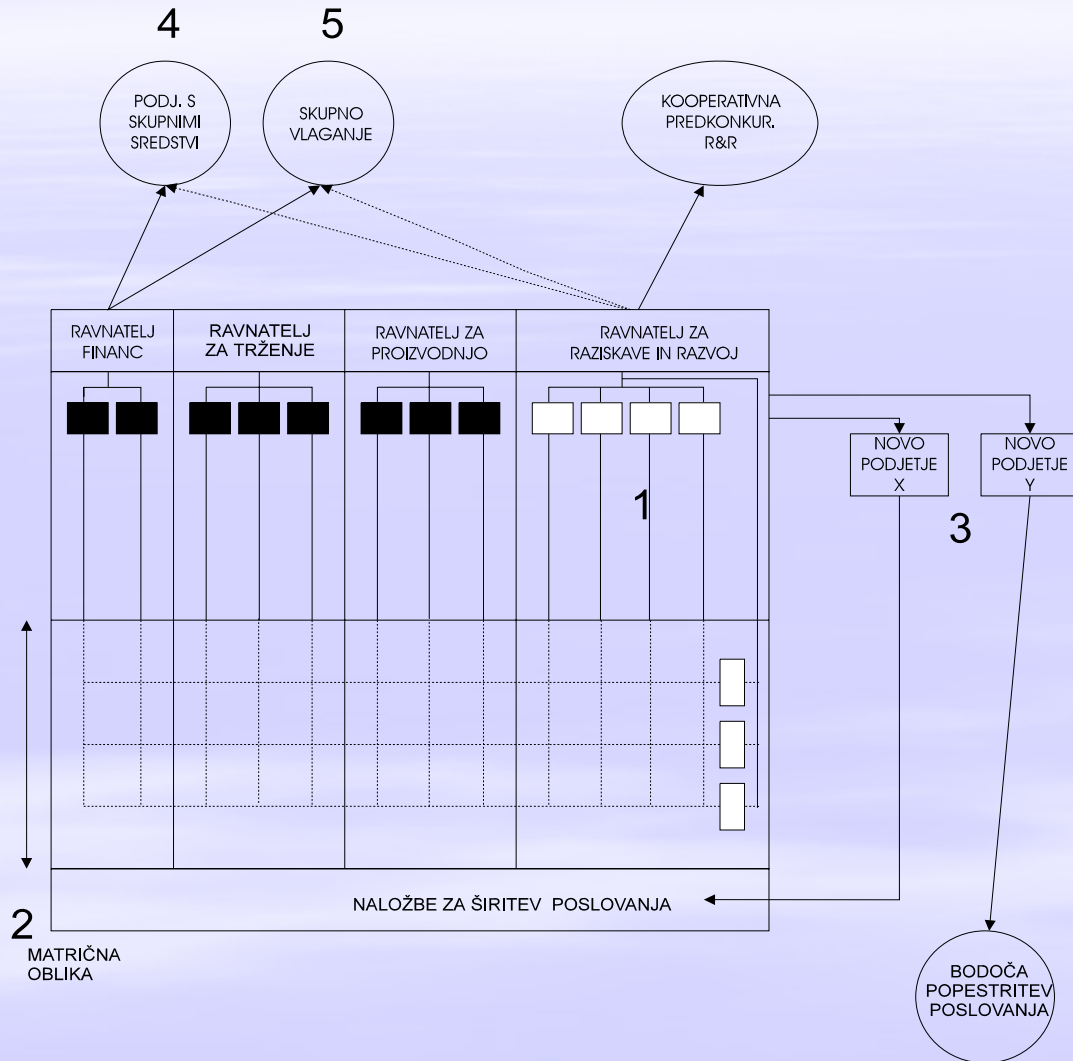 4
5
PODJ. S
SKUPNIMI
SREDSTVI
SKUPNO
VLAGANJE
KOOPERATIVNA
PREDKONKUR.
R&R
RAVNATELJ
FINANC
RAVNATELJ
ZA TRŽENJE
RAVNATELJ ZA
PROIZVODNJO
RAVNATELJ ZA
RAZISKAVE IN RAZVOJ
1
NOVO
PODJETJE
X
NOVO
PODJETJE
Y
3
NALOŽBE ZA ŠIRITEV POSLOVANJA
2
MATRIČNA
OBLIKA
BODOČA
POPESTRITEV
POSLOVANJA